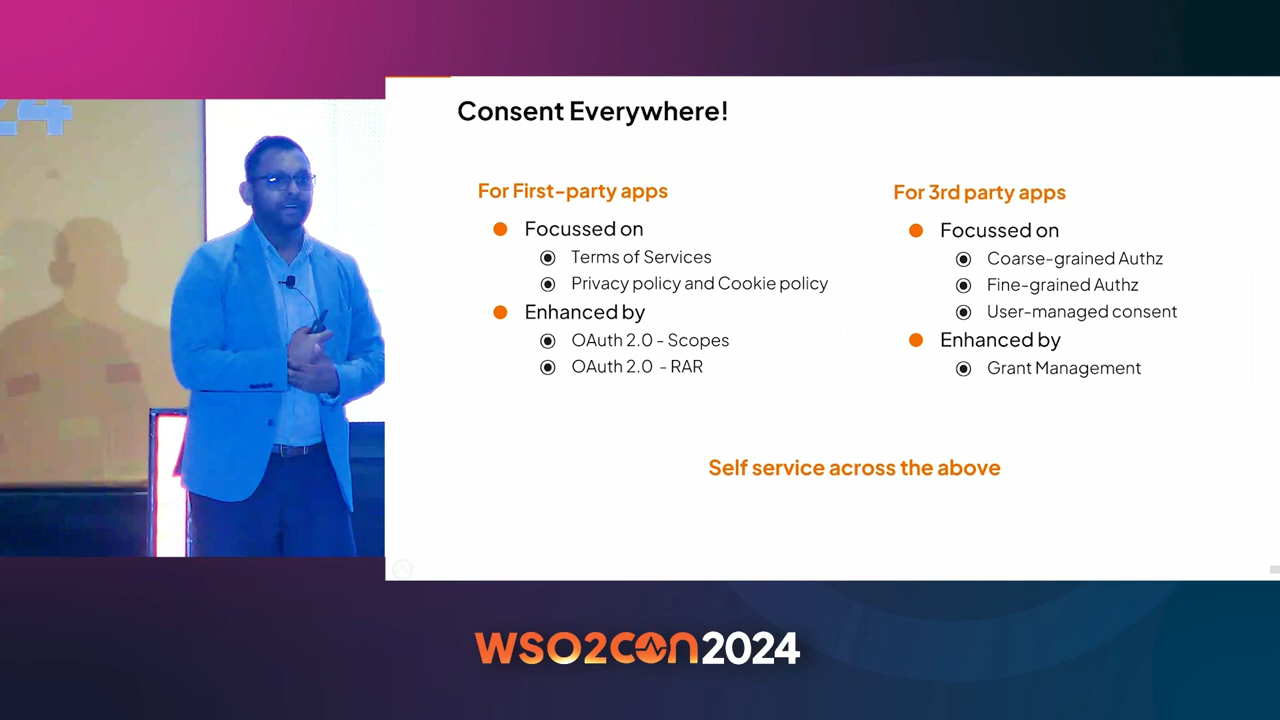 24
Consent Everywhere!
For First-party apps
Focussed on
Terms of Services
Privacy policy and Cookie policy
Enhanced by
OAuth 2.0 - Scopes
OAuth 2.0 - RAR
For 3rd party apps
Focussed on
Coarse-grained Authz
Fine-grained Authz
User-managed consent
Enhanced by
Grant Management
Self service across the above
WSO2CON2024